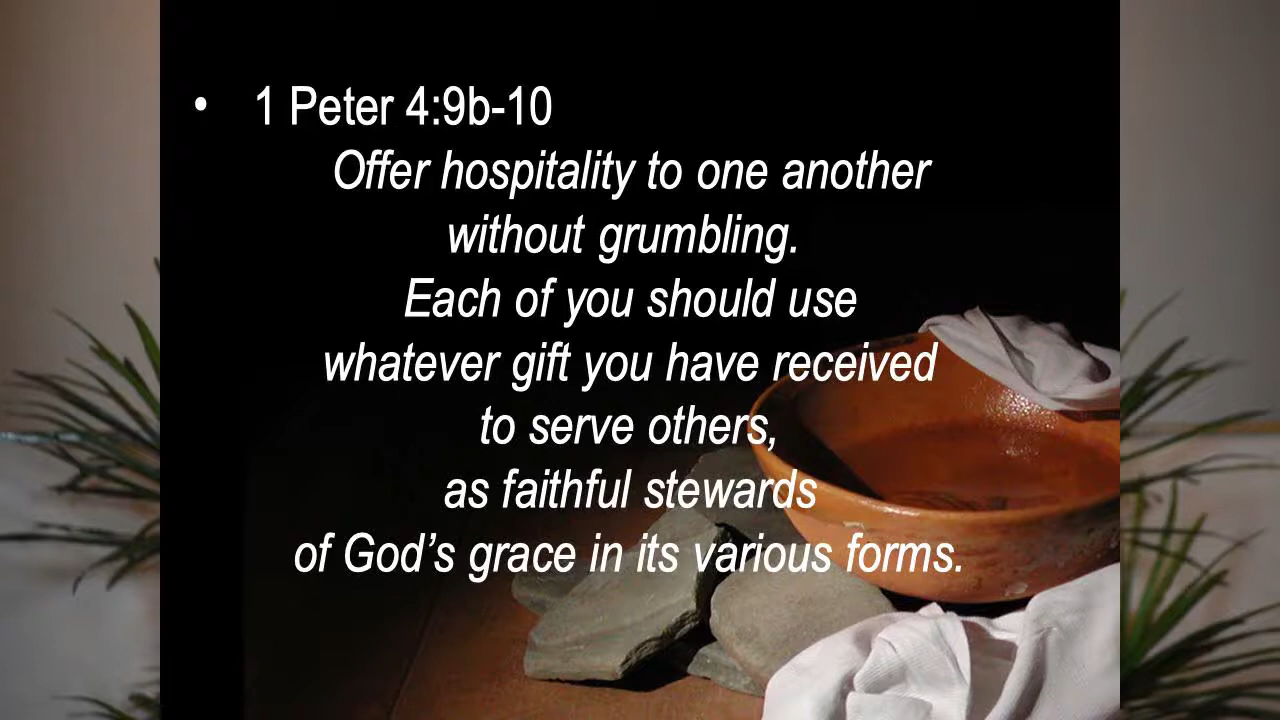 • 1 Peter 4:9b-10
Offer hospitality to one another
without grumbling.
Each of you should use
whatever gift you have received
to serve others,
as faithful stewards
of God’s grace in its various forms.